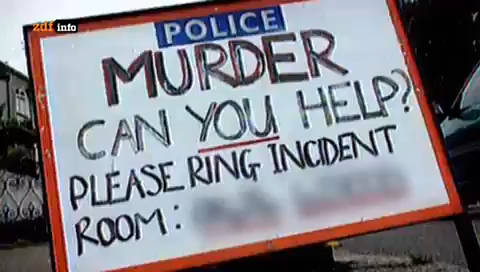 zdf info
POLICE
MURDER
CAN YOU HELP?
PLEASE RING INCIDENT
ROOM: